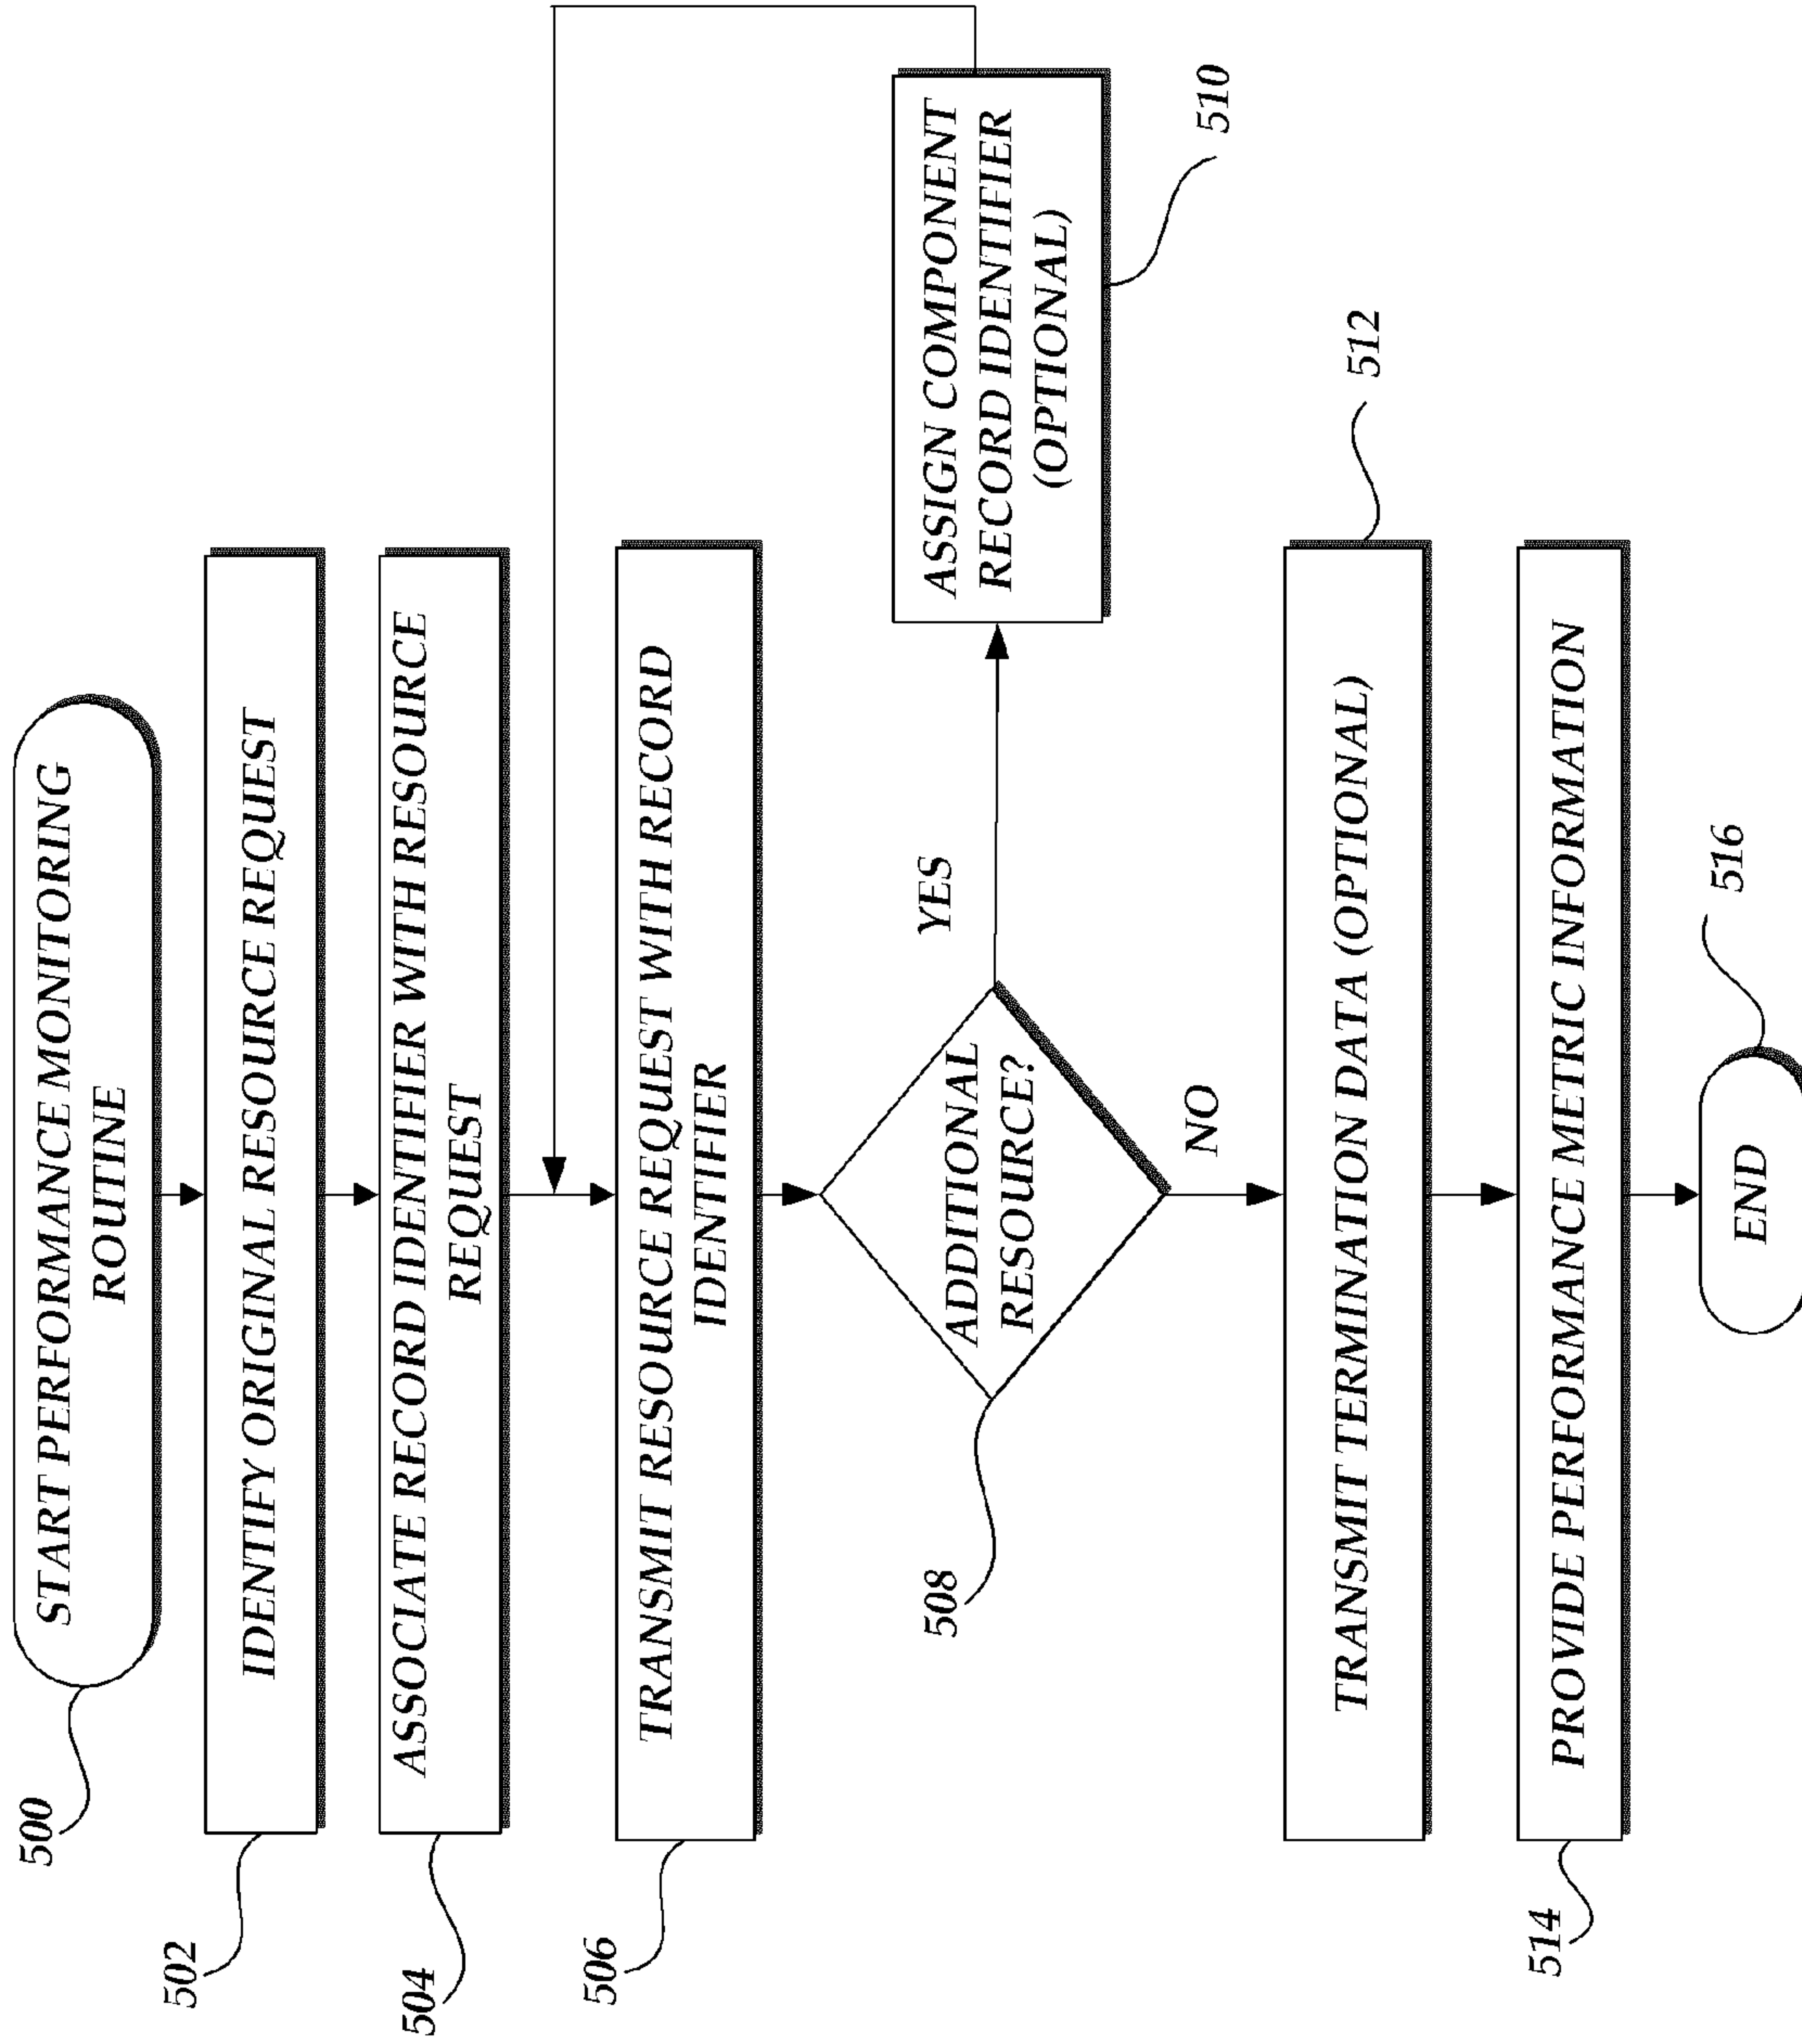 500
START PERFORMANCE MONITORING
ROUTINE
502
IDENTIFY ORIGINAL RESOURCE REQUEST
504
ASSOCIATE RECORD IDENTIFIER WITH RESOURCE
REQUEST
506
TRANSMIT RESOURCE REQUEST WITH RECORD
IDENTIFIER
508
ADDITIONAL
RESOURCE?
YES
ASSIGN COMPONENT
RECORD IDENTIFIER
(OPTIONAL)
510
NO
512
TRANSMIT TERMINATION DATA (OPTIONAL)
514
PROVIDE PERFORMANCE METRIC INFORMATION
516
END